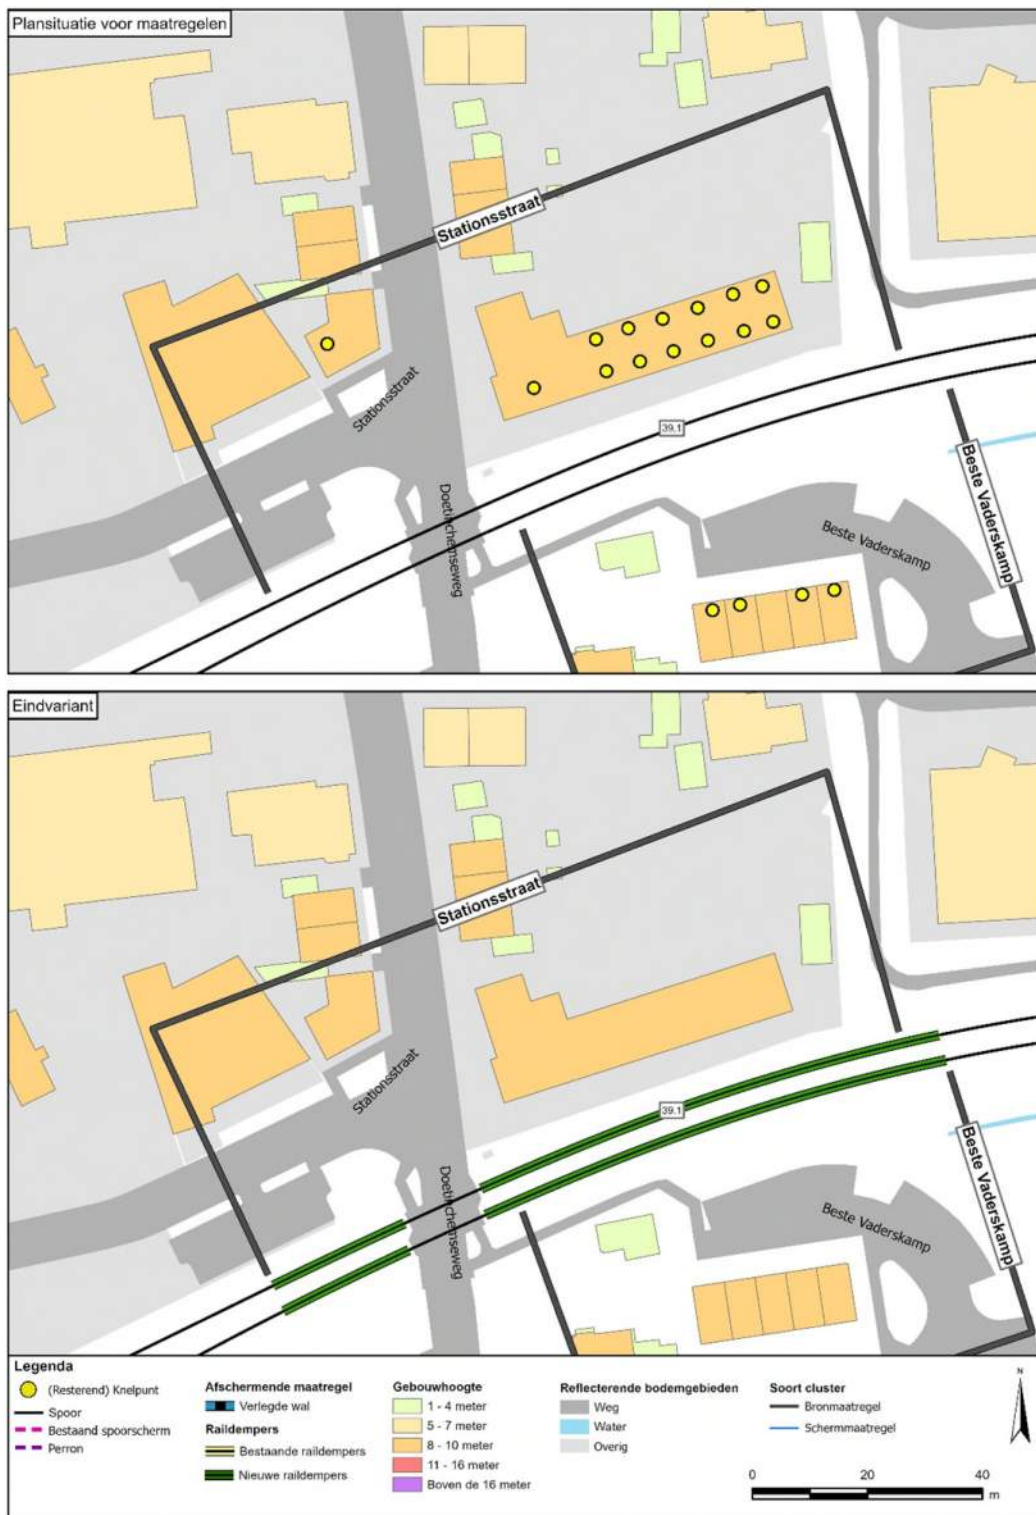 Plansituatie voor maatregelen
Stationsstraat
Stationsstraat
39.1
Doetinchemseweg
Beste Vaderskamp
Beste Vaderskamp
Eindvariant
Stationsstraat
Stationsstraat
39.1
Doetinchemseweg
Beste Vaderskamp
Beste Vaderskamp
Legenda
(Resterend) Knelpunt
Spoor
Bestaand spoorscherm
Perron
Afschermende maatregel
Verlegde wal
Raildempers
Bestaande raildempers
Nieuwe raildempers
Gebouwhoogte
1 - 4 meter
5 - 7 meter
8 - 10 meter
11 - 16 meter
Boven de 16 meter
Reflecterende bodemgebieden
Weg
Water
Overig
Soort cluster
Bronmaatregel
Schermmaatregel
N
0 20 40
m